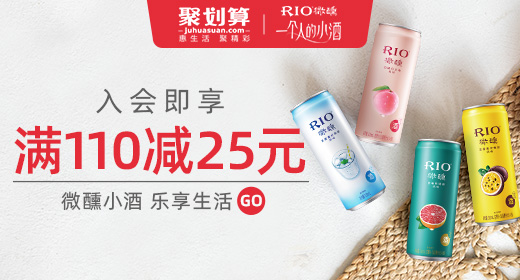 聚划算
juhuasuan.com
惠生活 聚精彩
RIO微醺
一个人的小酒
入会即享
满110减25元
微醺小酒 乐享生活 GO
RIO
微醺
RIO
微醺
RIO
微醺
RIO
微醺